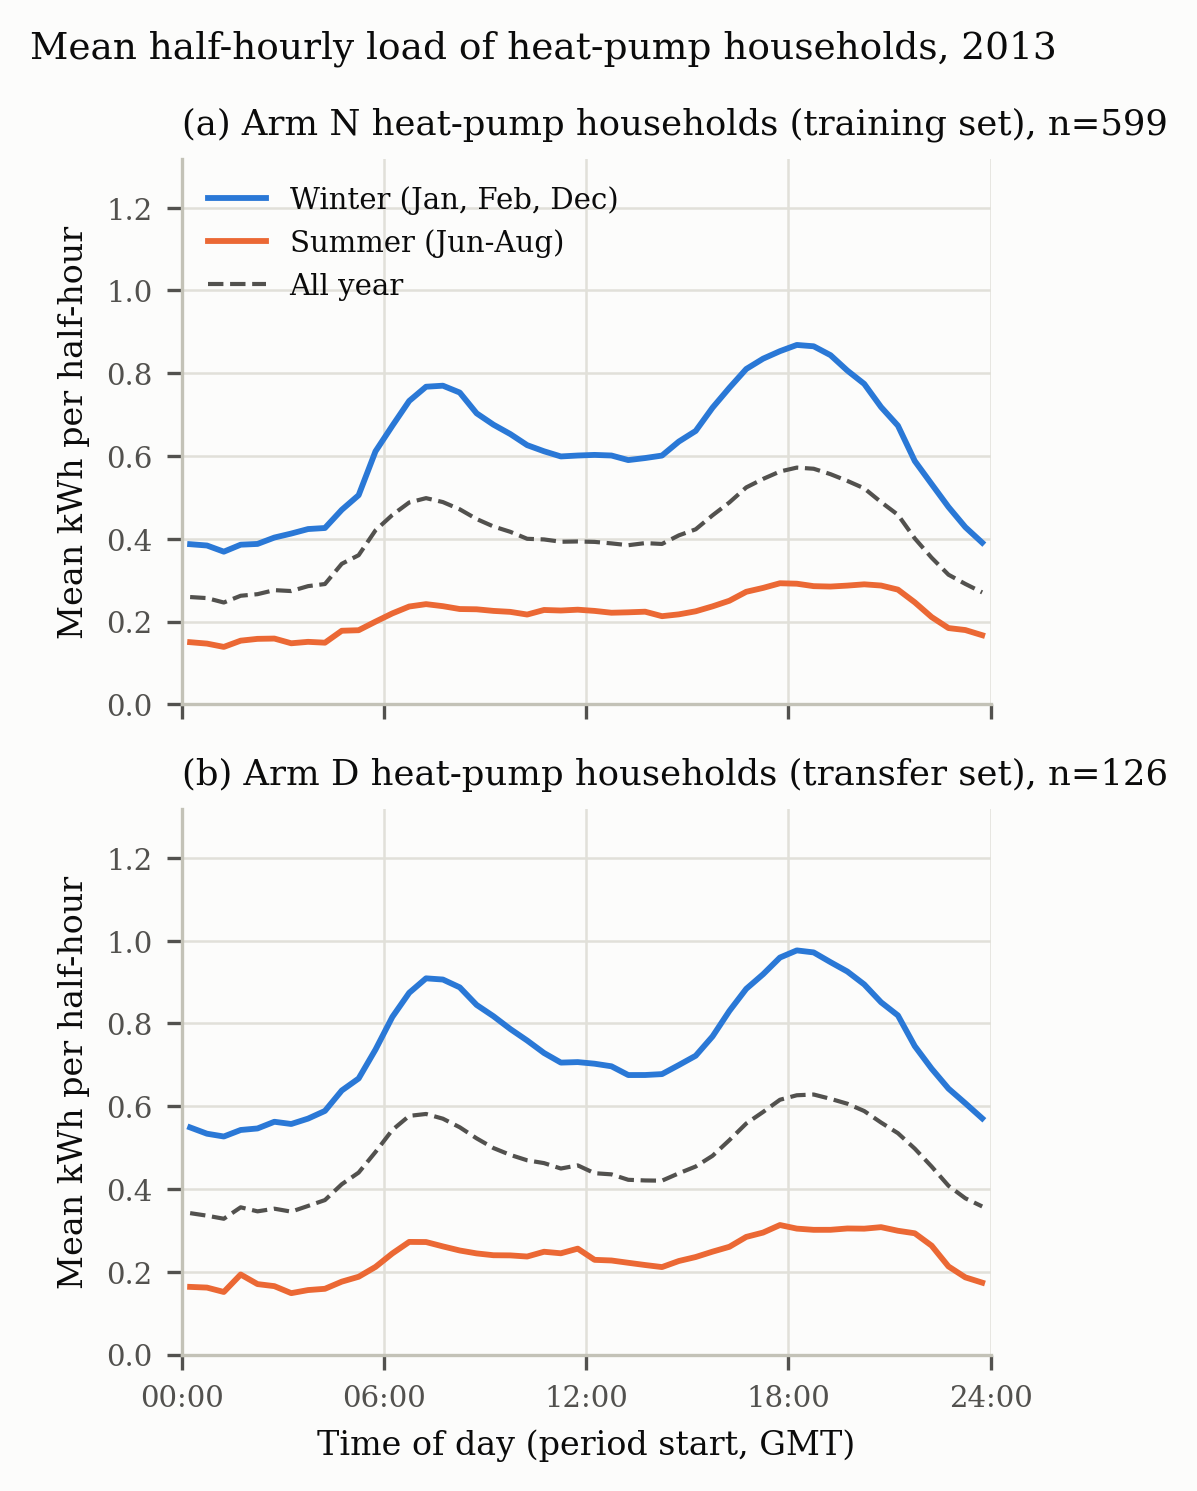 Mean half-hourly load of heat-pump households, 2013
(a) Arm N heat-pump households (training set), n=599
Mean kWh per half-hour
1.2
1.0
0.8
0.6
0.4
0.2
0.0
Winter (Jan, Feb, Dec)
Summer (Jun-Aug)
All year
(b) Arm D heat-pump households (transfer set), n=126
Mean kWh per half-hour
1.2
1.0
0.8
0.6
0.4
0.2
0.0
00:00 06:00 12:00 18:00 24:00
Time of day (period start, GMT)